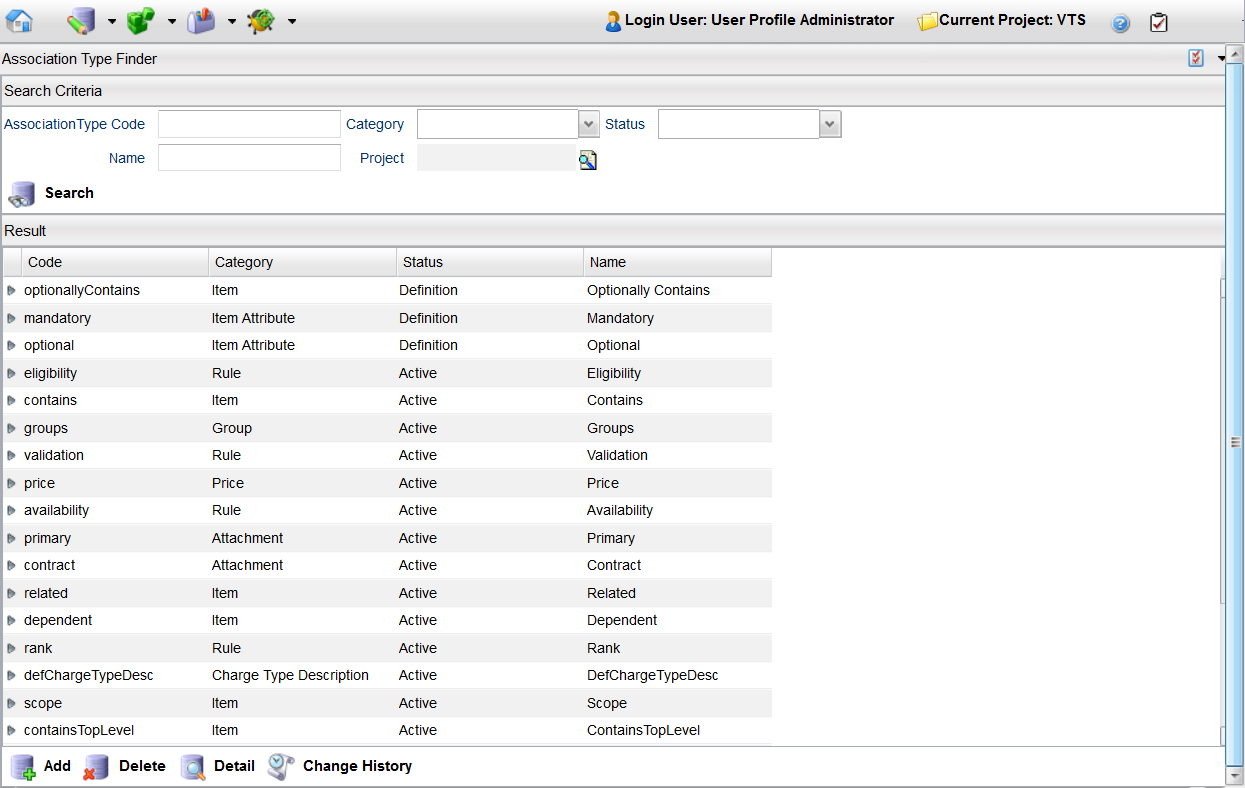 Login User: User Profile Administrator Current Project: VTS
Association Type Finder
Search Criteria
AssociationType Code Category Status
Name Project
Search
Result
Code Category Status Name
optionallyContains Item Definition Optionally Contains
mandatory Item Attribute Definition Mandatory
optional Item Attribute Definition Optional
eligibility Rule Active Eligibility
contains Item Active Contains
groups Group Active Groups
validation Rule Active Validation
price Price Active Price
availability Rule Active Availability
primary Attachment Active Primary
contract Attachment Active Contract
related Item Active Related
dependent Item Active Dependent
rank Rule Active Rank
defChargeTypeDesc Charge Type Description Active DefChargeTypeDesc
scope Item Active Scope
containsTopLevel Item Active ContainsTopLevel
Add Delete Detail Change History